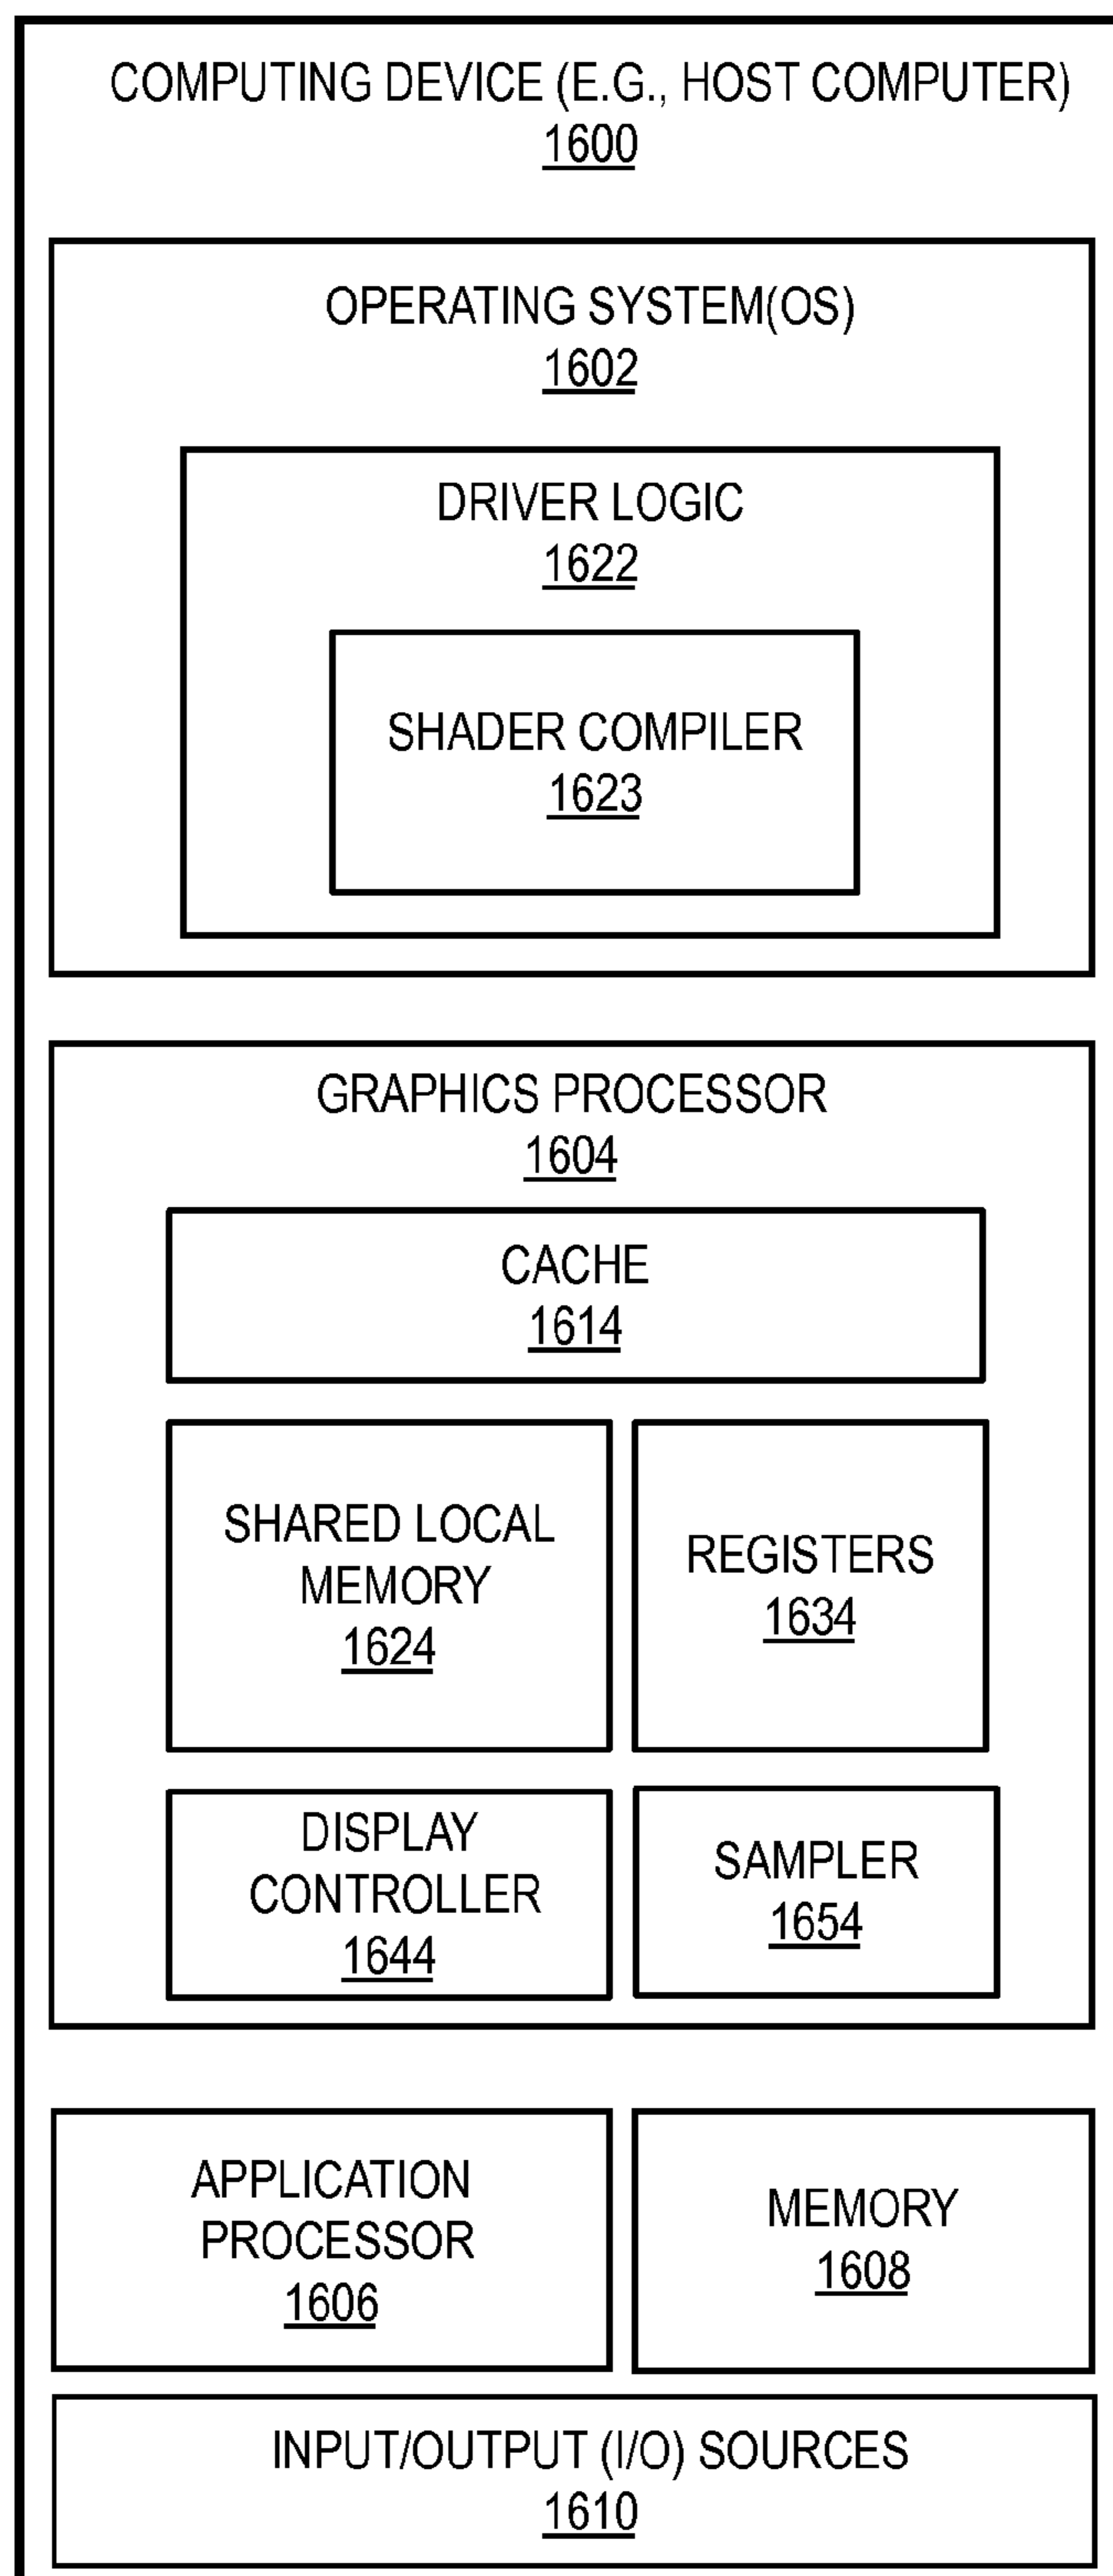 COMPUTING DEVICE (E.G., HOST COMPUTER)
1600
OPERATING SYSTEM(OS)
1602
DRIVER LOGIC
1622
SHADER COMPILER
1623
GRAPHICS PROCESSOR
1604
CACHE
1614
SHARED LOCAL
MEMORY
1624
REGISTERS
1634
DISPLAY
CONTROLLER
1644
SAMPLER
1654
APPLICATION
PROCESSOR
1606
MEMORY
1608
INPUT/OUTPUT (I/O) SOURCES
1610